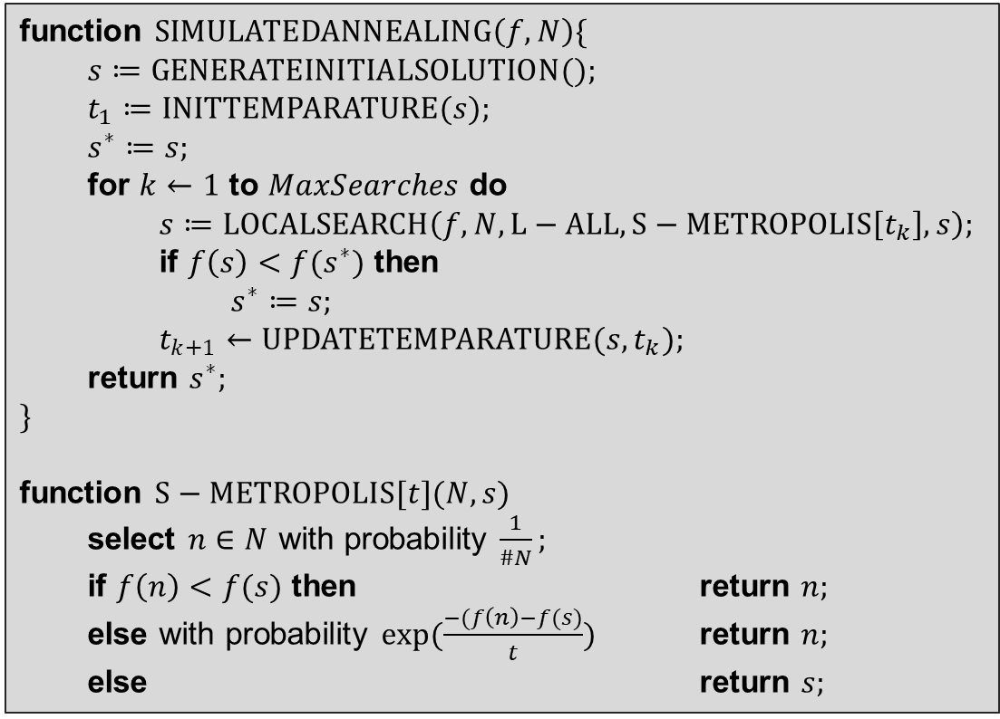 function SIMULATEDANNEALING(f, N){
s := GENERATEINITIALSOLUTION();
t₁ := INITTEMPARATURE(s);
s* := s;
for k ← 1 to MaxSearches do
s := LOCALSEARCH(f, N, L − ALL, S − METROPOLIS[tₖ], s);
if f(s) < f(s*) then
s* := s;
tₖ₊₁ ← UPDATETEMPARATURE(s, tₖ);
return s*;
}
function S − METROPOLIS[t](N, s)
select n ∈ N with probability 1/#N;
if f(n) < f(s) then return n;
else with probability exp(−(f(n)−f(s)/t) return n;
else return s;